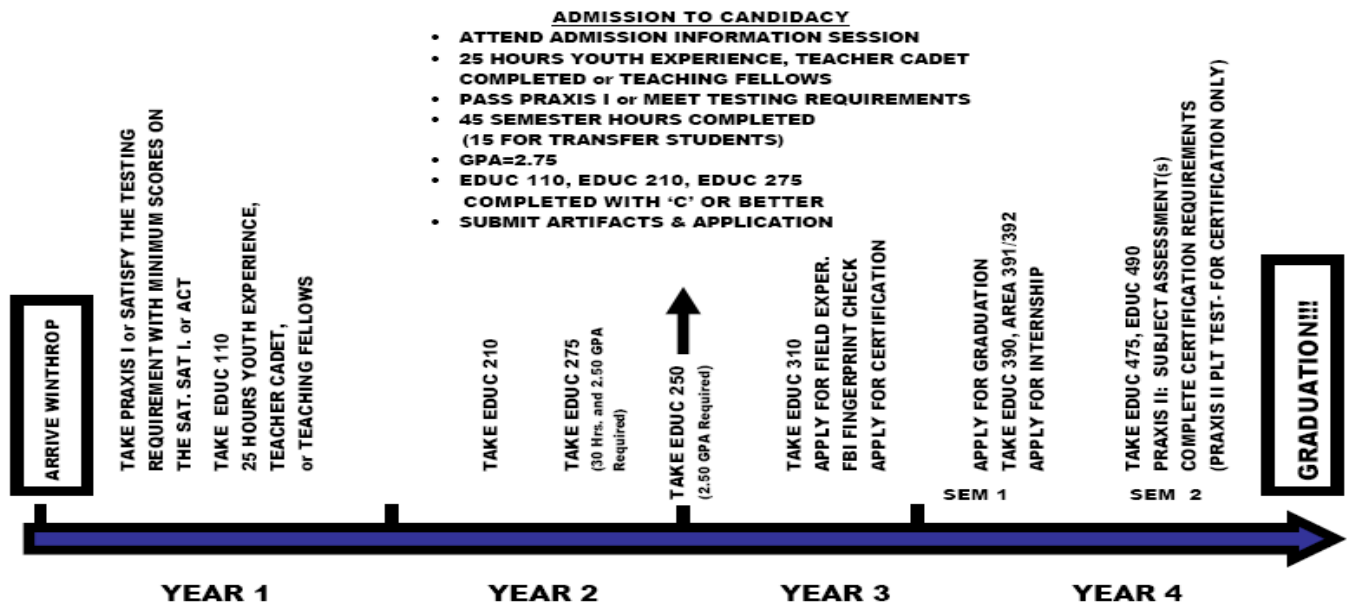 ADMISSION TO CANDIDACY
• ATTEND ADMISSION INFORMATION SESSION
• 25 HOURS YOUTH EXPERIENCE, TEACHER CADET
COMPLETED or TEACHING FELLOWS
• PASS PRAXIS I or MEET TESTING REQUIREMENTS
• 45 SEMESTER HOURS COMPLETED
(15 FOR TRANSFER STUDENTS)
• GPA=2.75
• EDUC 110, EDUC 210, EDUC 275
COMPLETED WITH ‘C’ OR BETTER
• SUBMIT ARTIFACTS & APPLICATION
ARRIVE WINTHROP
TAKE PRAXIS I or SATISFY THE TESTING
REQUIREMENT WITH MINIMUM SCORES ON
THE SAT. SAT I. or ACT
TAKE EDUC 110
25 HOURS YOUTH EXPERIENCE,
TEACHER CADET,
or TEACHING FELLOWS
TAKE EDUC 210
TAKE EDUC 275
(30 Hrs. and 2.50 GPA
Required)
TAKE EDUC 250
(2.50 GPA Required)
TAKE EDUC 310
APPLY FOR FIELD EXPER.
FBI FINGERPRINT CHECK
APPLY FOR CERTIFICATION
APPLY FOR GRADUATION
TAKE EDUC 390, AREA 391/392
APPLY FOR INTERNSHIP
SEM 1
TAKE EDUC 475, EDUC 490
PRAXIS II: SUBJECT ASSESSMENT(s)
COMPLETE CERTIFICATION REQUIREMENTS
(PRAXIS II PLT TEST- FOR CERTIFICATION ONLY)
SEM 2
GRADUATION!!!
YEAR 1
YEAR 2
YEAR 3
YEAR 4